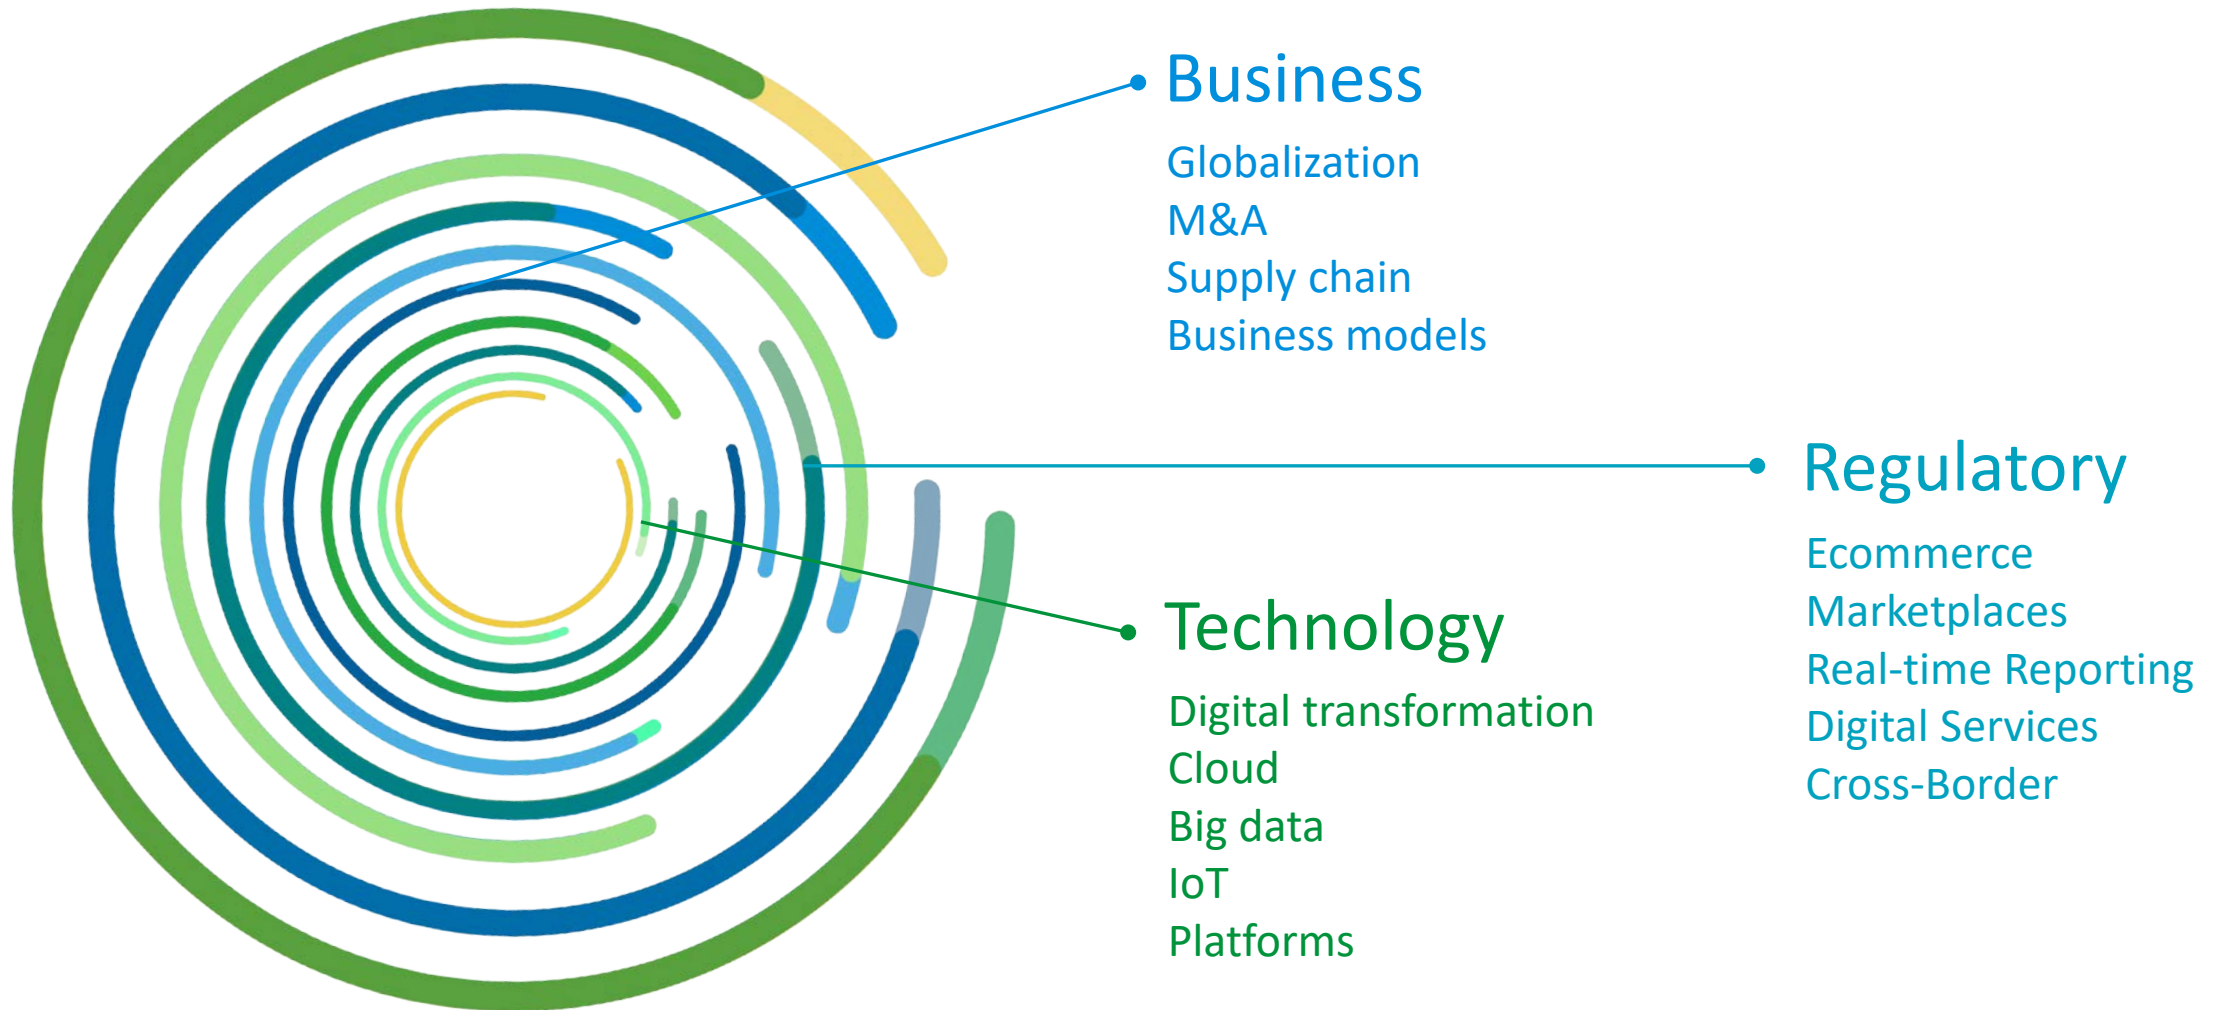 Business
Globalization
M&A
Supply chain
Business models
Regulatory
Ecommerce
Marketplaces
Real-time Reporting
Digital Services
Cross-Border
Technology
Digital transformation
Cloud
Big data
IoT
Platforms